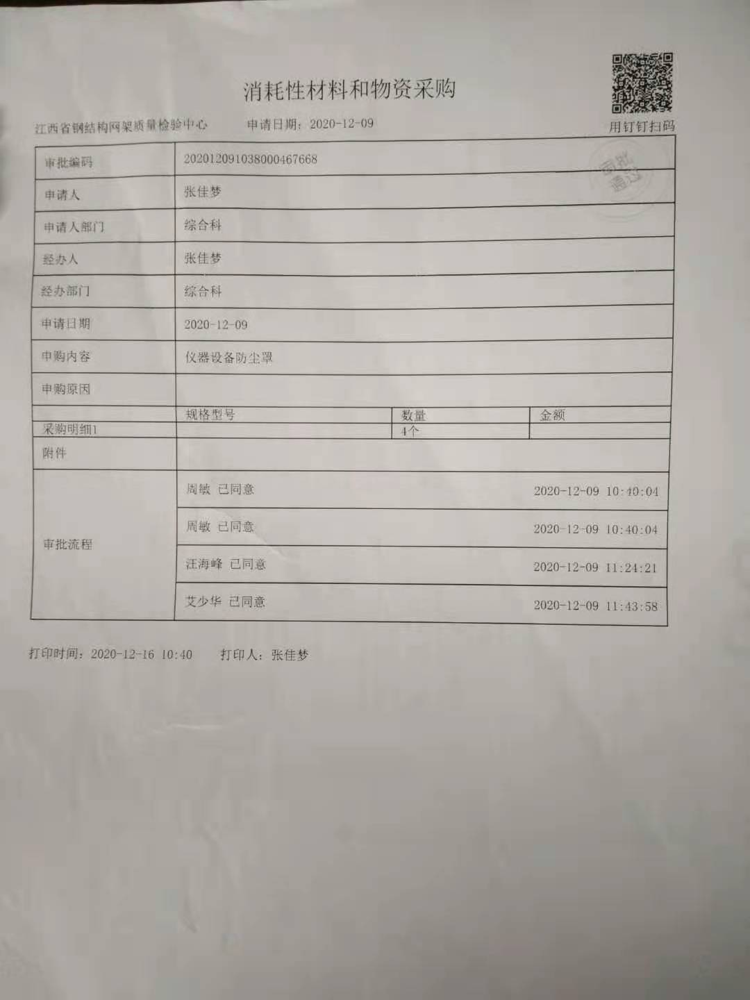 消耗性材料和物资采购
江西省钢结构网架质量检验中心 申请日期：2020-12-09
用钉钉扫码
审批编码 202012091038000467668
审批
通过
申请人 张佳梦
申请人部门 综合科
经办人 张佳梦
经办部门 综合科
申请日期 2020-12-09
申购内容 仪器设备防尘罩
申购原因
规格型号 数量 金额
采购明细1 4个
附件
审批流程
周敏 已同意 2020-12-09 10:40:04
周敏 已同意 2020-12-09 10:40:04
汪海峰 已同意 2020-12-09 11:24:21
艾少华 已同意 2020-12-09 11:43:58
打印时间：2020-12-16 10:40 打印人：张佳梦